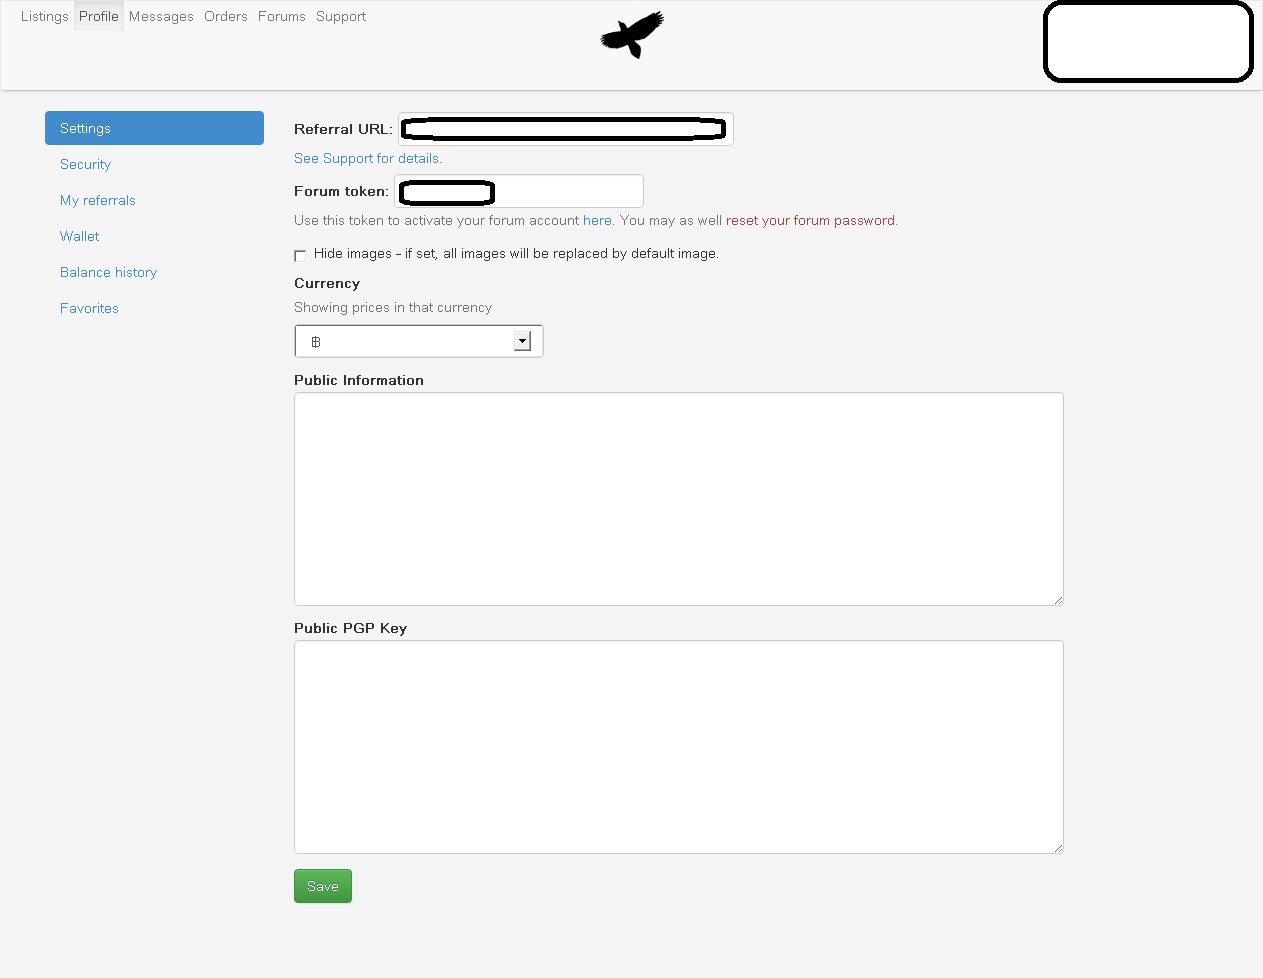 Listings Profile Messages Orders Forums Support
Settings
Security
My referrals
Wallet
Balance history
Favorites
Referral URL:
See Support for details.
Forum token:
Use this token to activate your forum account here. You may as well reset your forum password.
Hide images - if set, all images will be replaced by default image.
Currency
Showing prices in that currency
฿
Public Information
Public PGP Key
Save